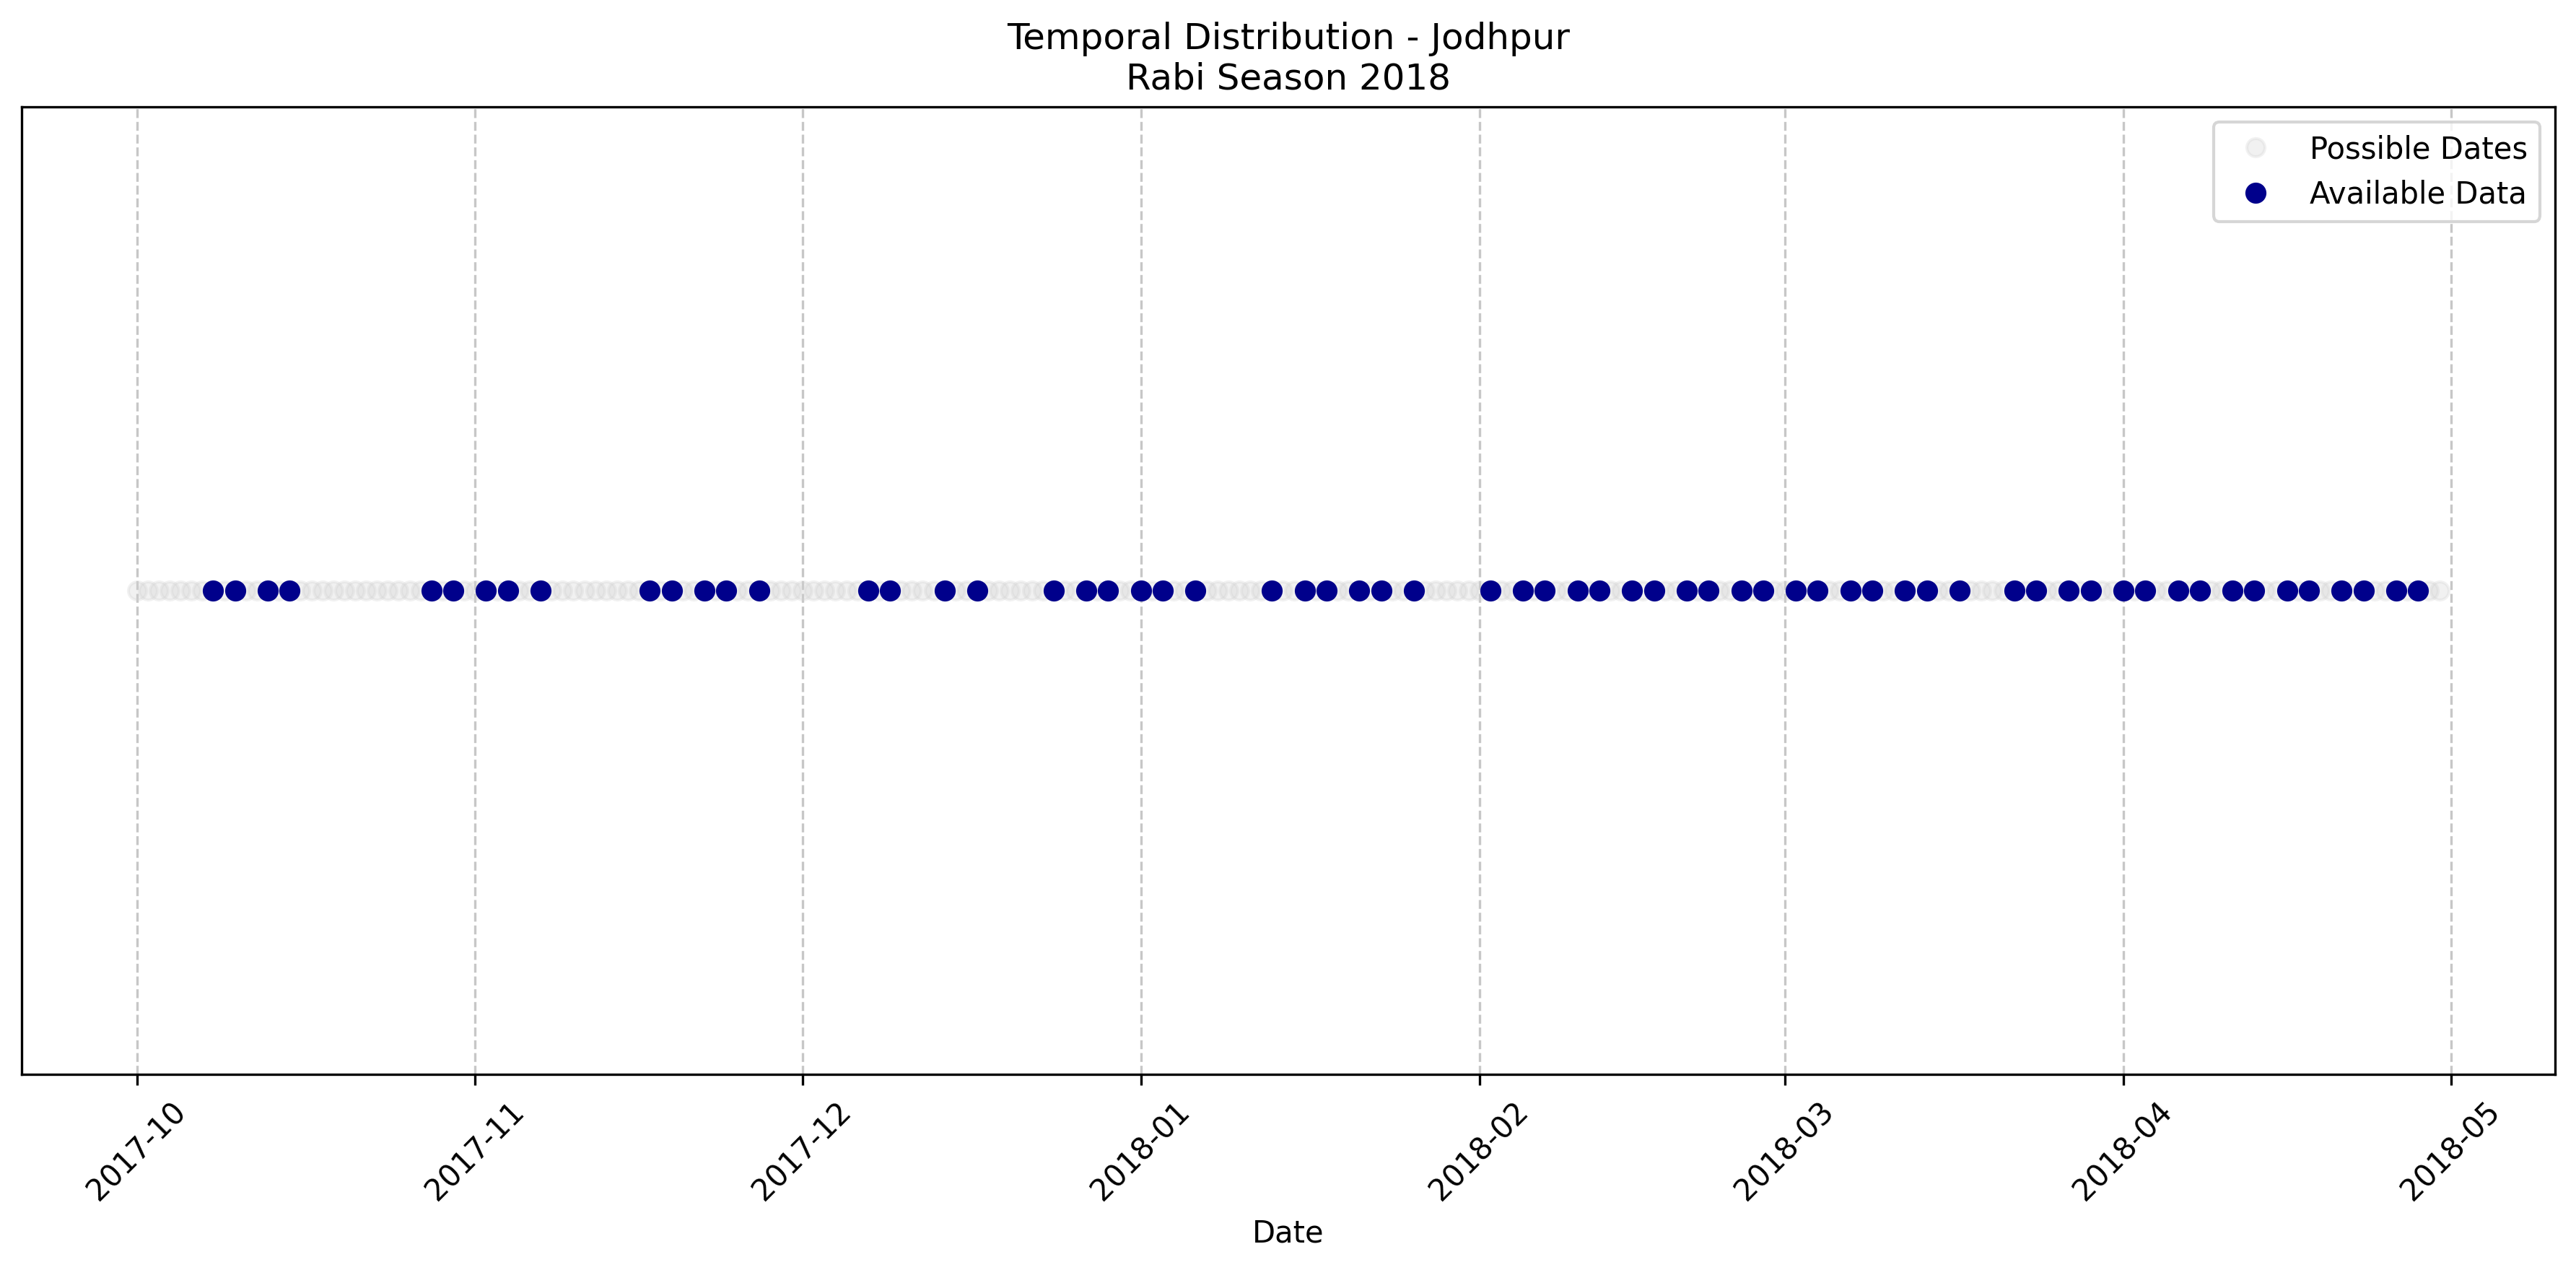 Temporal Distribution - Jodhpur
Rabi Season 2018
Possible Dates
Available Data
2017-10
2017-11
2017-12
2018-01
2018-02
2018-03
2018-04
2018-05
Date